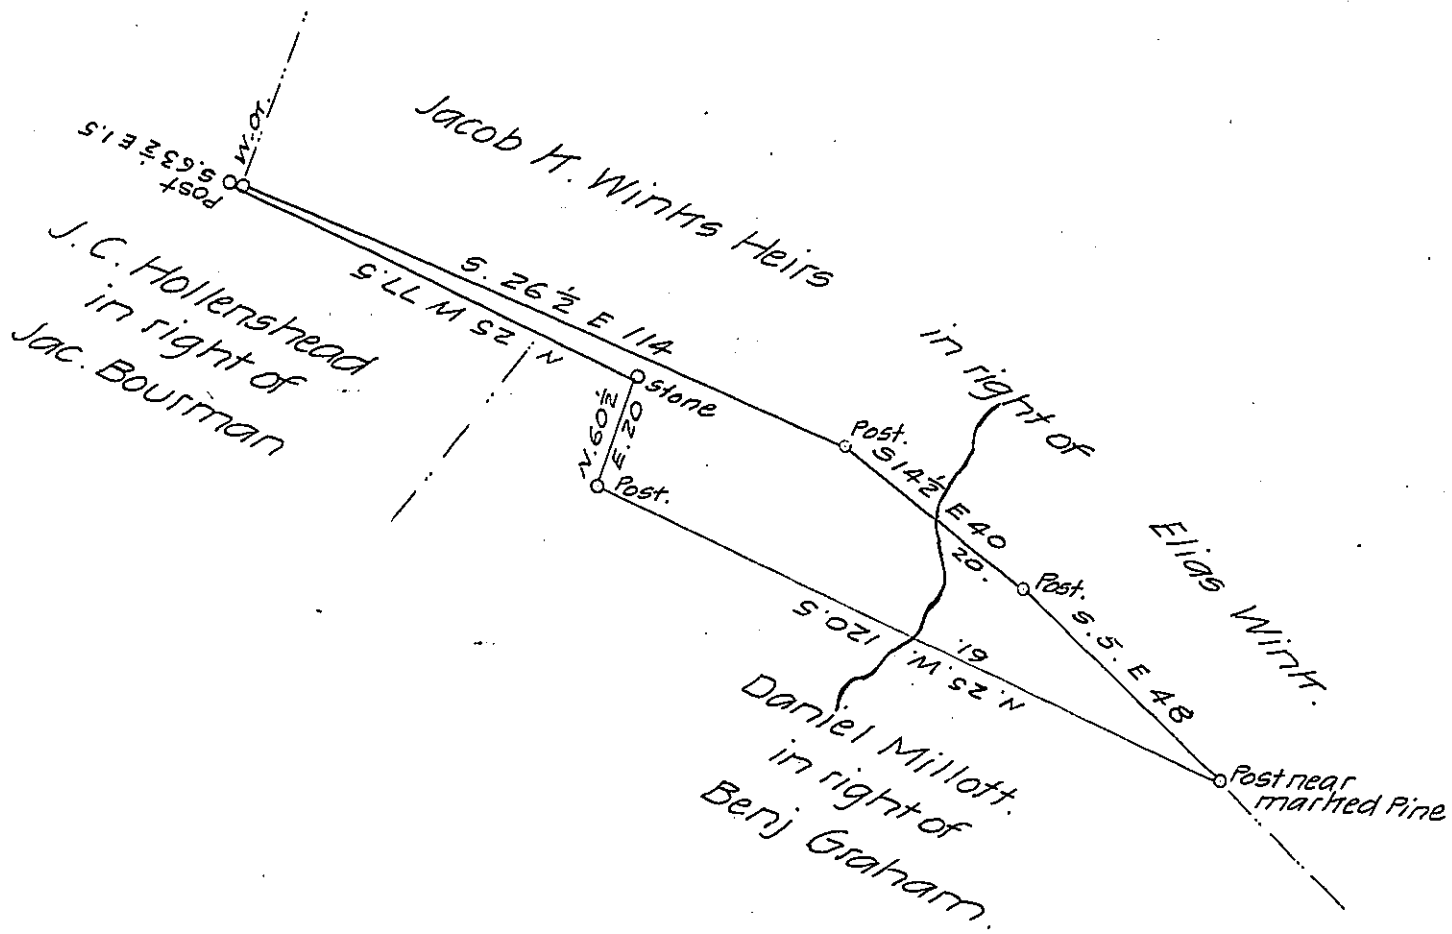 Jacob H. Winks Heirs
in right of
Elias Wink.
W.Or.
S.63½ E 1.5
Post
J.C. Hollenshead
in right of
Jac. Bourman
S. 26½ E 114
N 25 W 77.5
Stone
N.60½
E.20
Post.
Post.
S14½ E 40
20.
Post.
S.5. E 48
Post near
marked Pine
61.
N. 25 W. 120.5
Daniel Millott.
in right of
Benj Graham.